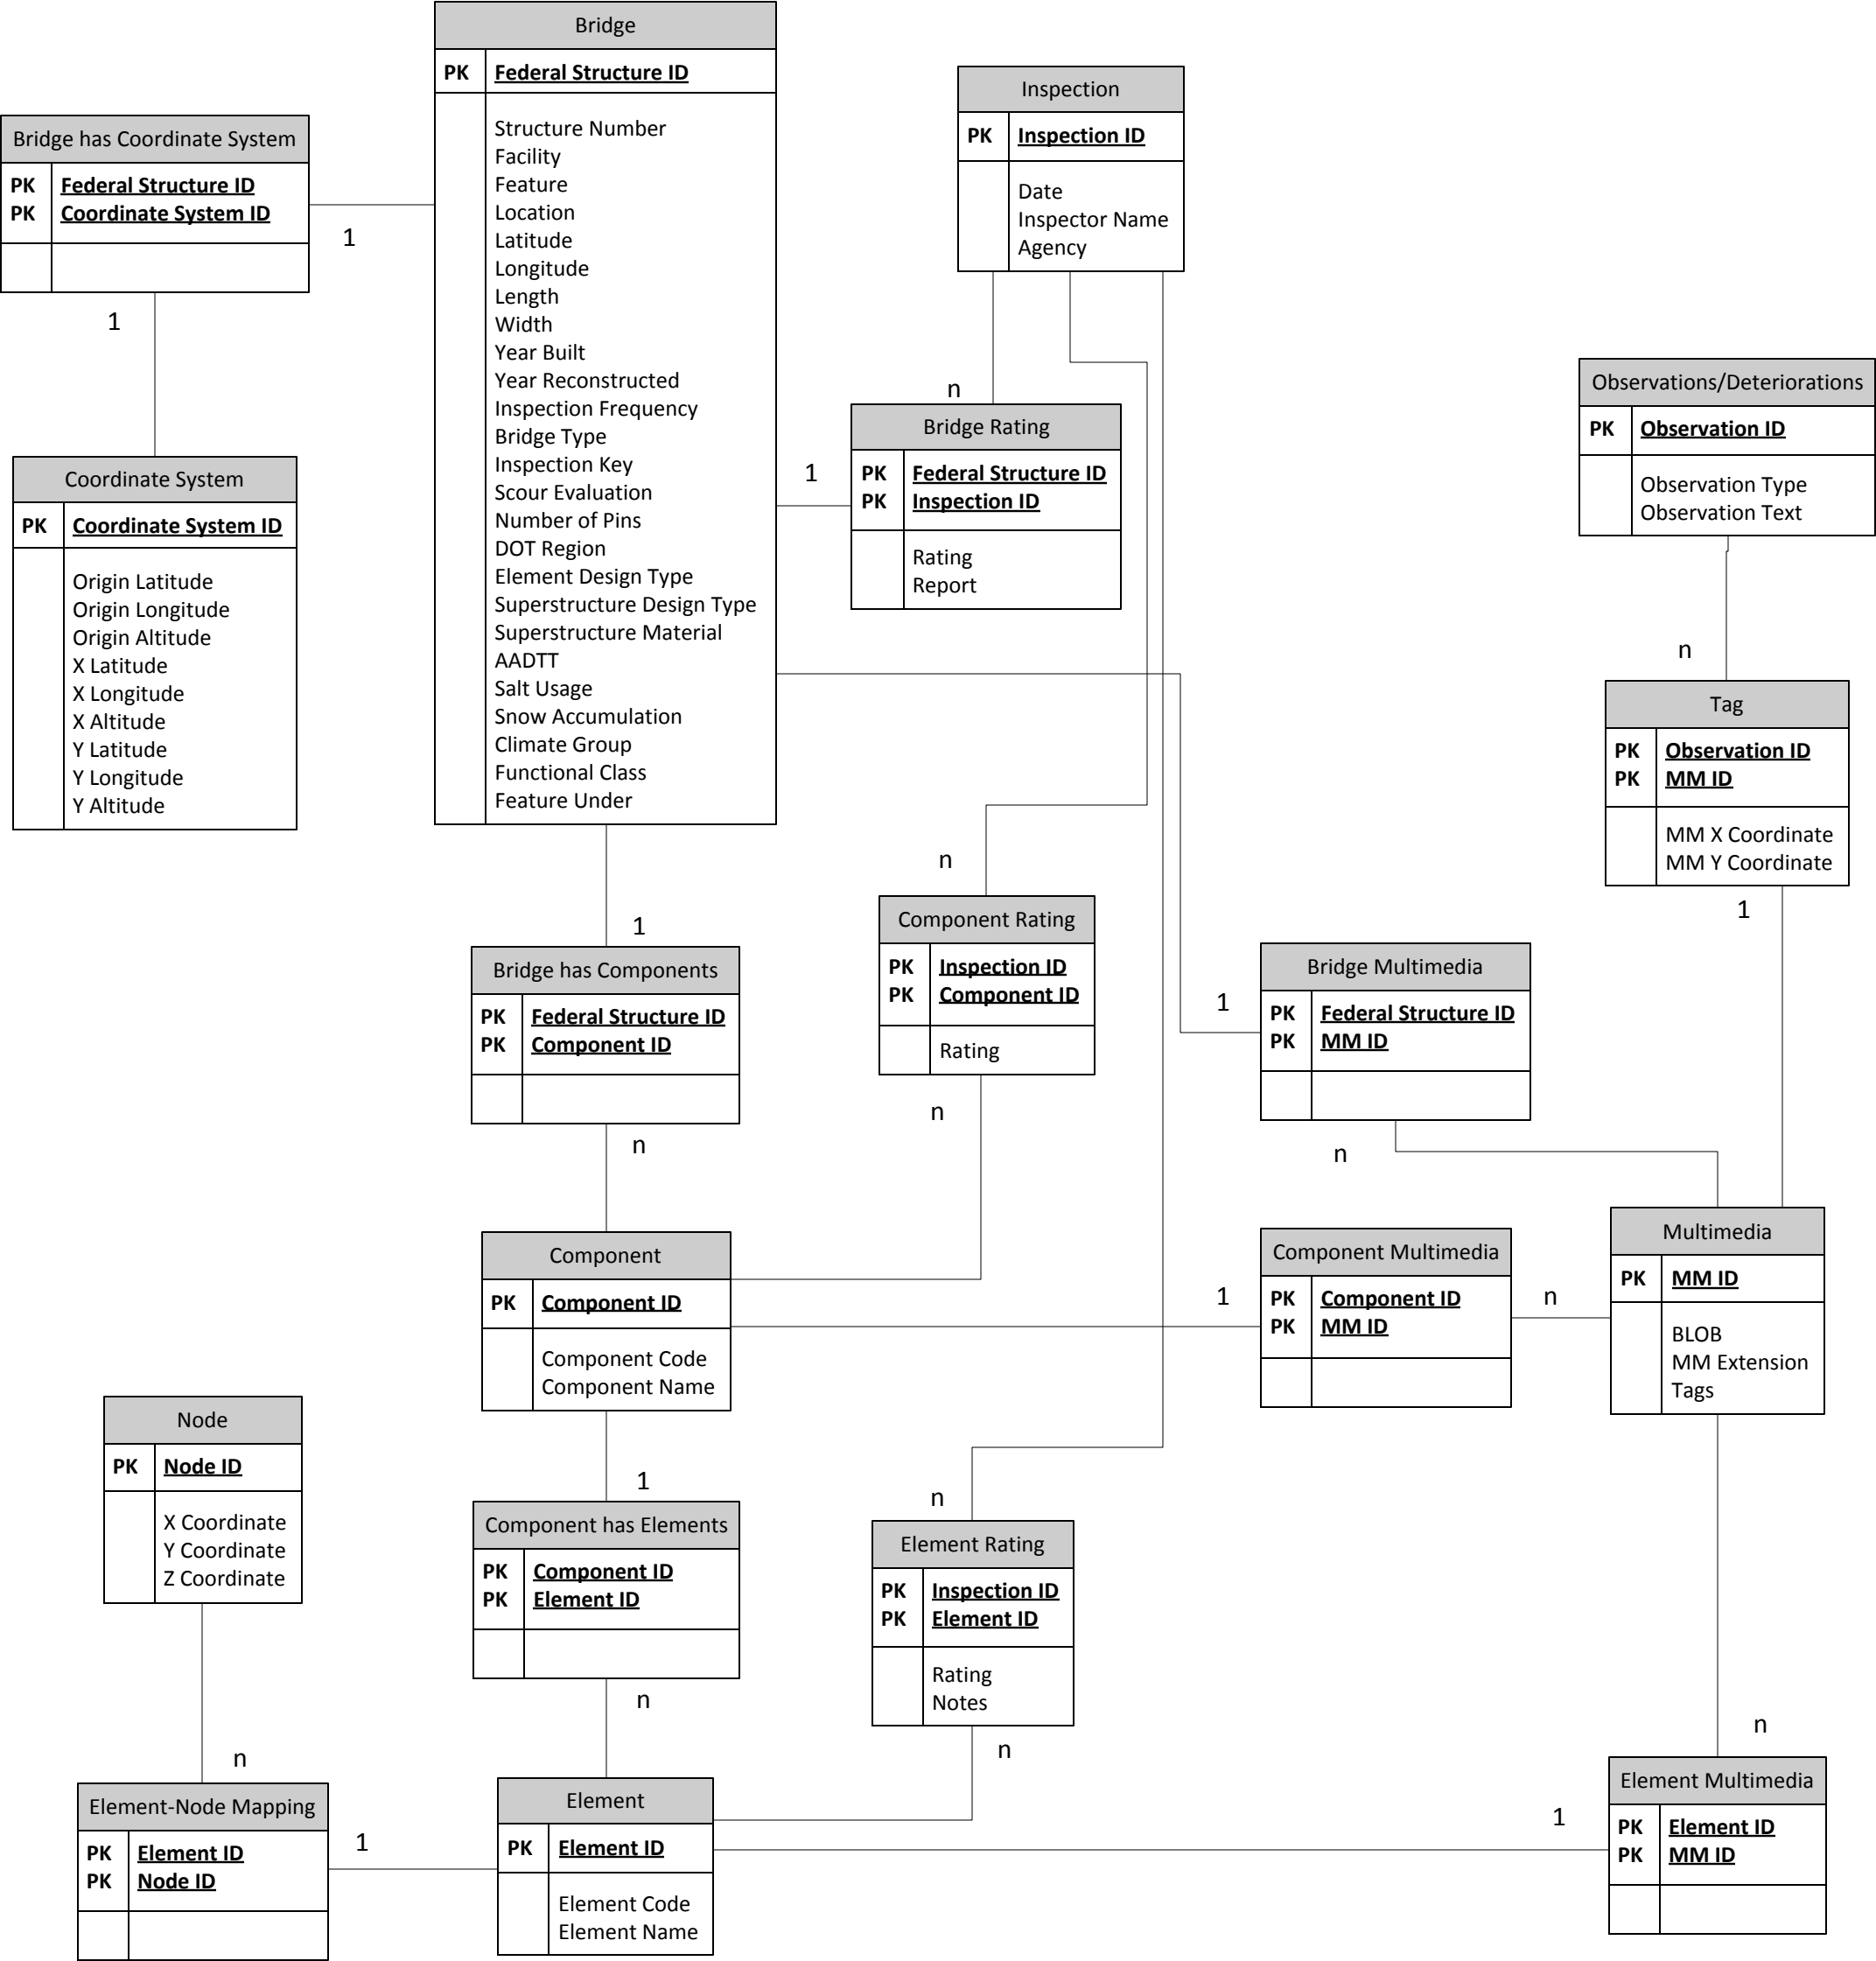 Bridge
PK Federal Structure ID
Structure Number
Facility
Feature
Location
Latitude
Longitude
Length
Width
Year Built
Year Reconstructed
Inspection Frequency
Bridge Type
Inspection Key
Scour Evaluation
Number of Pins
DOT Region
Element Design Type
Superstructure Design Type
Superstructure Material
AADTT
Salt Usage
Snow Accumulation
Climate Group
Functional Class
Feature Under
Bridge has Coordinate System
PK Federal Structure ID
PK Coordinate System ID
1
1
Coordinate System
PK Coordinate System ID
Origin Latitude
Origin Longitude
Origin Altitude
X Latitude
X Longitude
X Altitude
Y Latitude
Y Longitude
Y Altitude
Inspection
PK Inspection ID
Date
Inspector Name
Agency
n
1
Bridge Rating
PK Federal Structure ID
PK Inspection ID
Rating
Report
Observations/Deteriorations
PK Observation ID
Observation Type
Observation Text
n
Tag
PK Observation ID
PK MM ID
MM X Coordinate
MM Y Coordinate
1
1
Bridge has Components
PK Federal Structure ID
PK Component ID
n
n
Component Rating
PK Inspection ID
PK Component ID
Rating
n
1
Bridge Multimedia
PK Federal Structure ID
PK MM ID
n
Component
PK Component ID
Component Code
Component Name
1
1
Component Multimedia
PK Component ID
PK MM ID
n
Multimedia
PK MM ID
BLOB
MM Extension
Tags
n
Node
PK Node ID
X Coordinate
Y Coordinate
Z Coordinate
n
Component has Elements
PK Component ID
PK Element ID
n
n
Element Rating
PK Inspection ID
PK Element ID
Rating
Notes
n
Element-Node Mapping
PK Element ID
PK Node ID
1
Element
PK Element ID
Element Code
Element Name
1
Element Multimedia
PK Element ID
PK MM ID